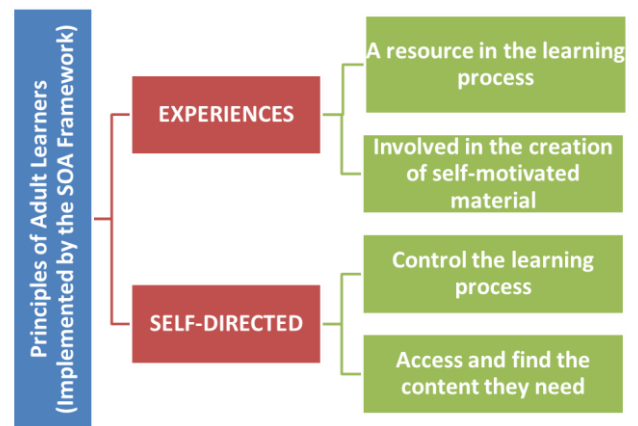 Principles of Adult Learners
(Implemented by the SOA Framework)
EXPERIENCES
A resource in the learning
process
Involved in the creation
of self-motivated
material
SELF-DIRECTED
Control the learning
process
Access and find the
content they need